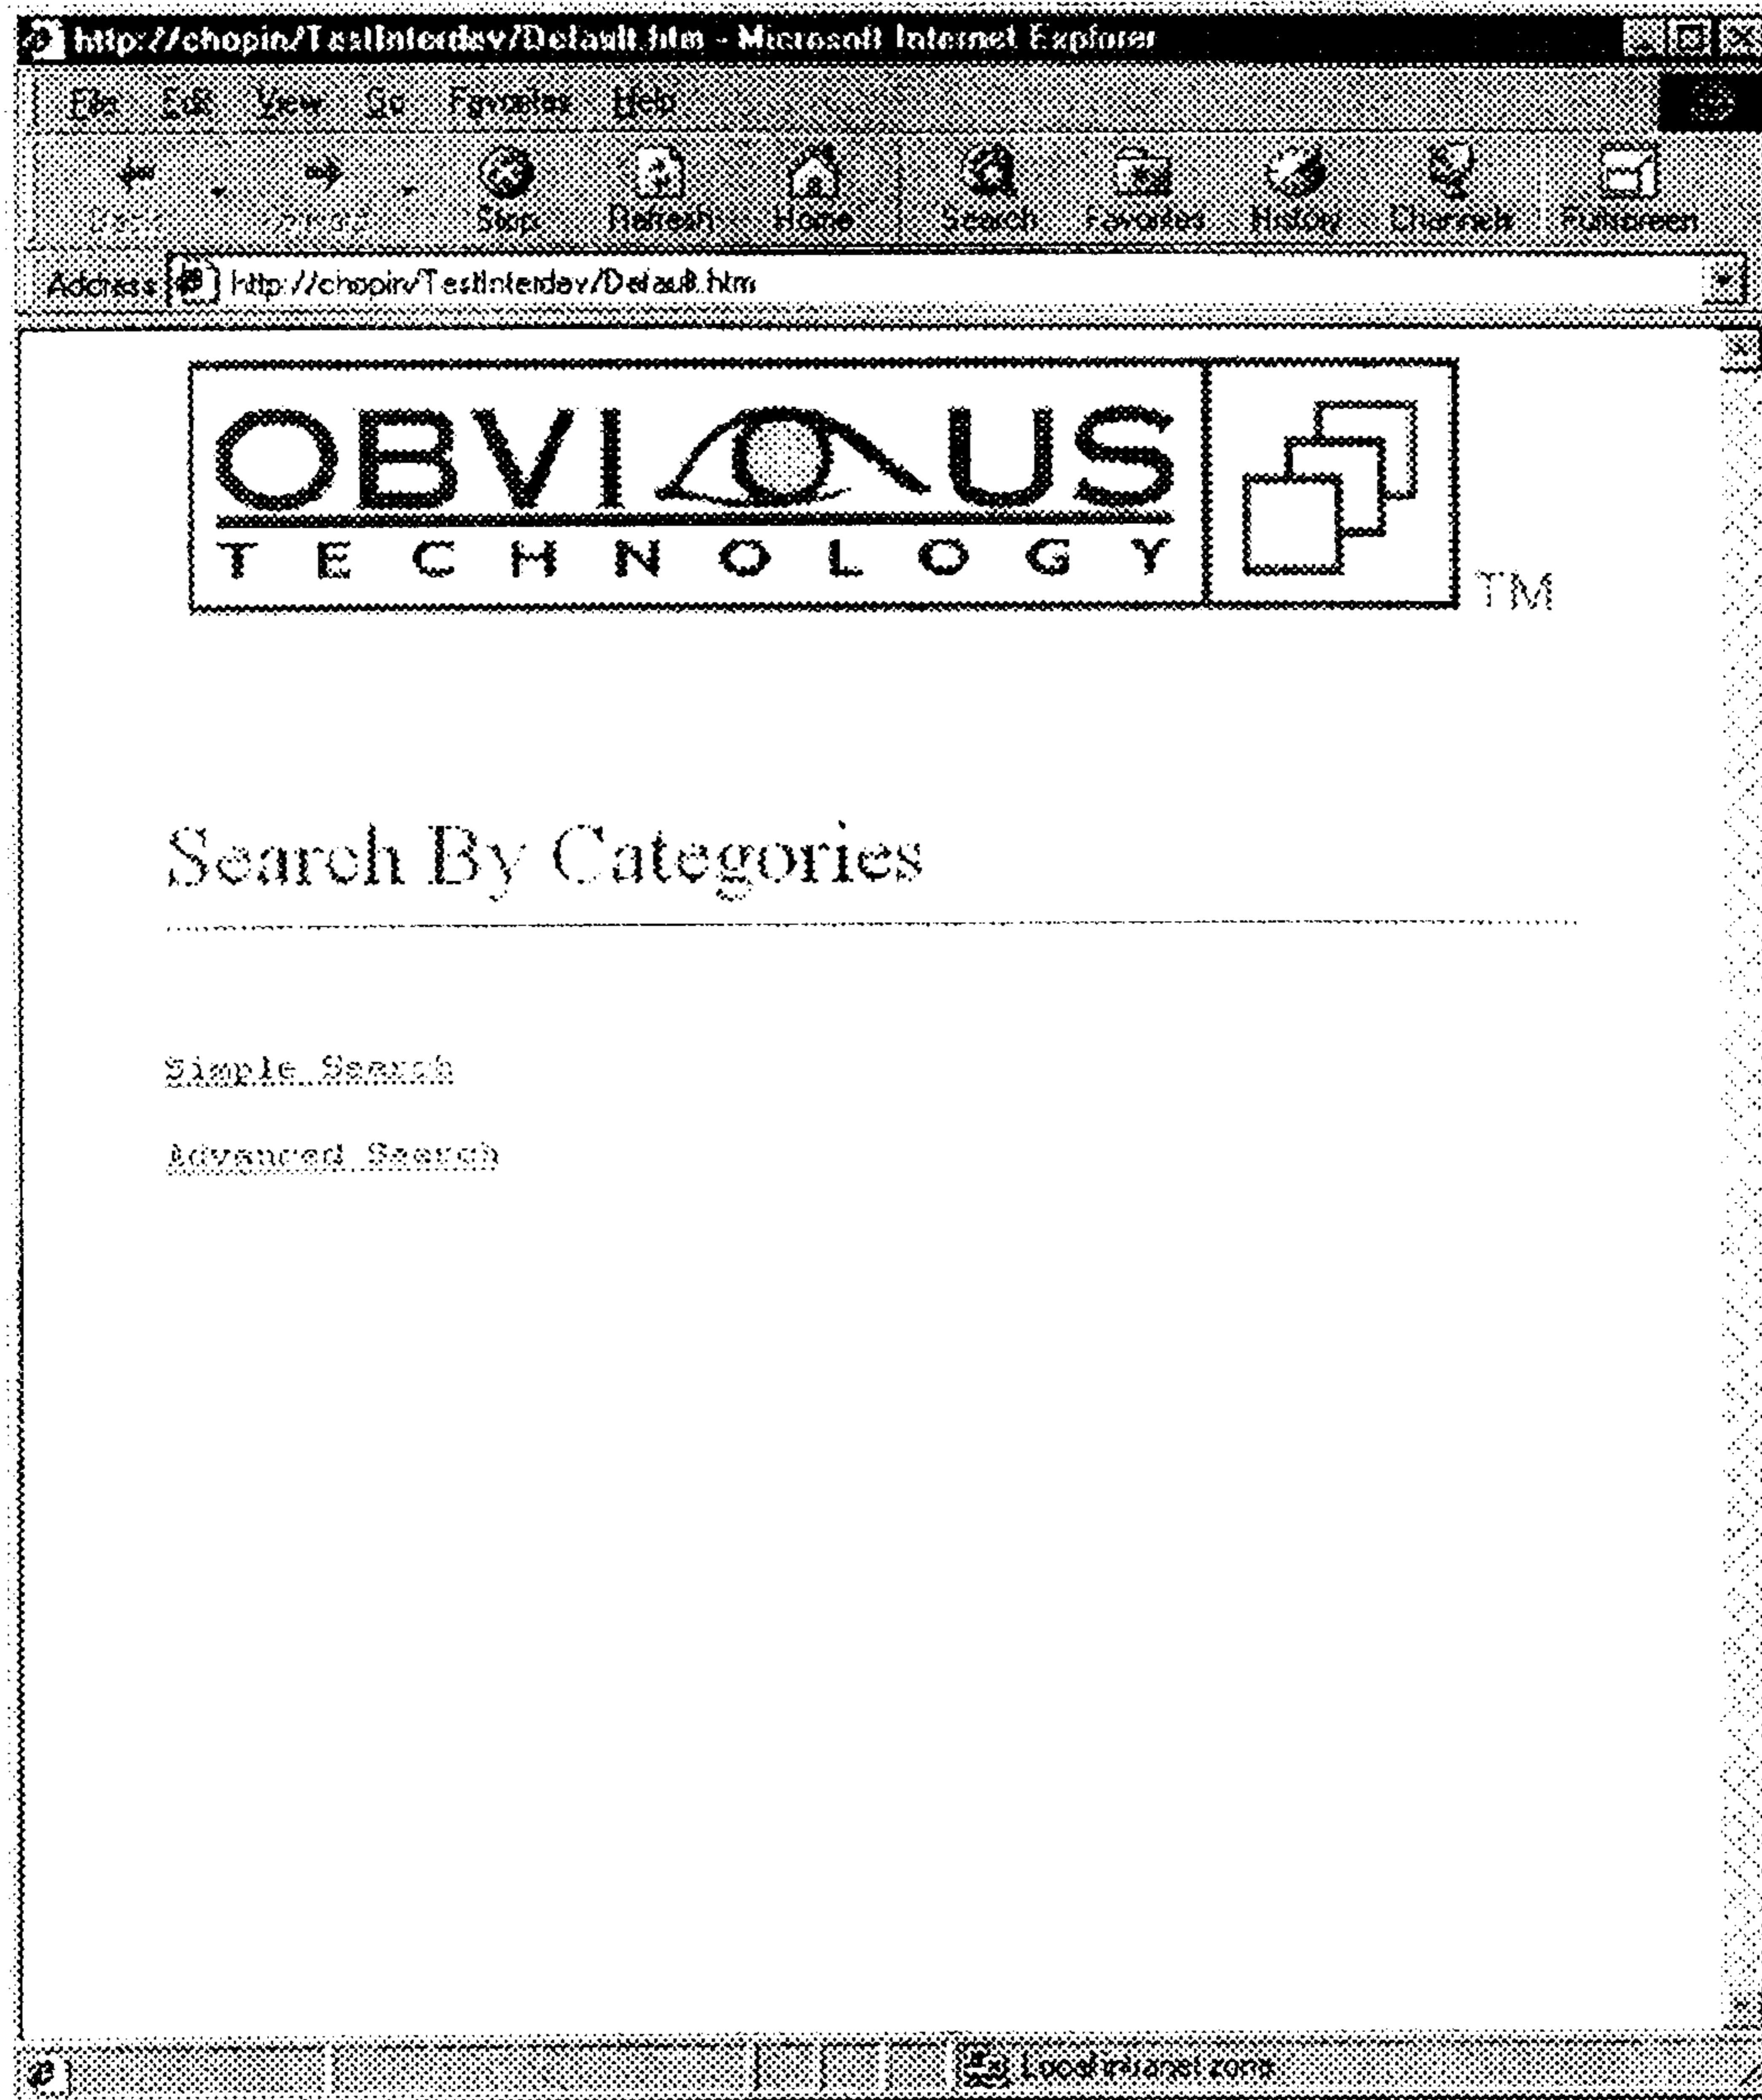 http://chopin/TestInterdev/Default.htm - Microsoft Internet Explorer
File Edit View Go Favorites Help
Back Forward Stop Refresh Home Search Favorites History Channels Fullscreen
Address http://chopin/TestInterdev/Default.htm
OBVIOUS
TECHNOLOGY
TM
Search By Categories
Simple Search
Advanced Search
Local intranet zone